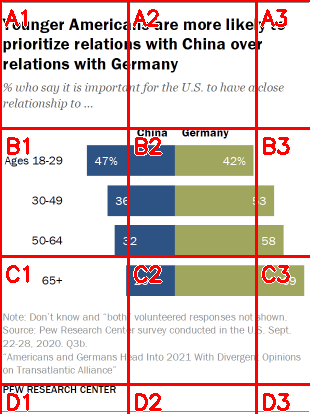 A1 A2 A3
Younger Americans are more likely to
prioritize relations with China over
relations with Germany
% who say it is important for the U.S. to have a close
relationship to ...
China Germany
B1 B2 B3
Ages 18-29 47% 42%
30-49 36 53
50-64 32 58
C1 C2 C3
65+
Note: Don't know and "both" volunteered responses not shown.
Source: Pew Research Center survey conducted in the U.S. Sept.
22-28, 2020. Q3b.
"Americans and Germans Head Into 2021 With Divergent Opinions
on Transatlantic Alliance"
PEW RESEARCH CENTER
D1 D2 D3